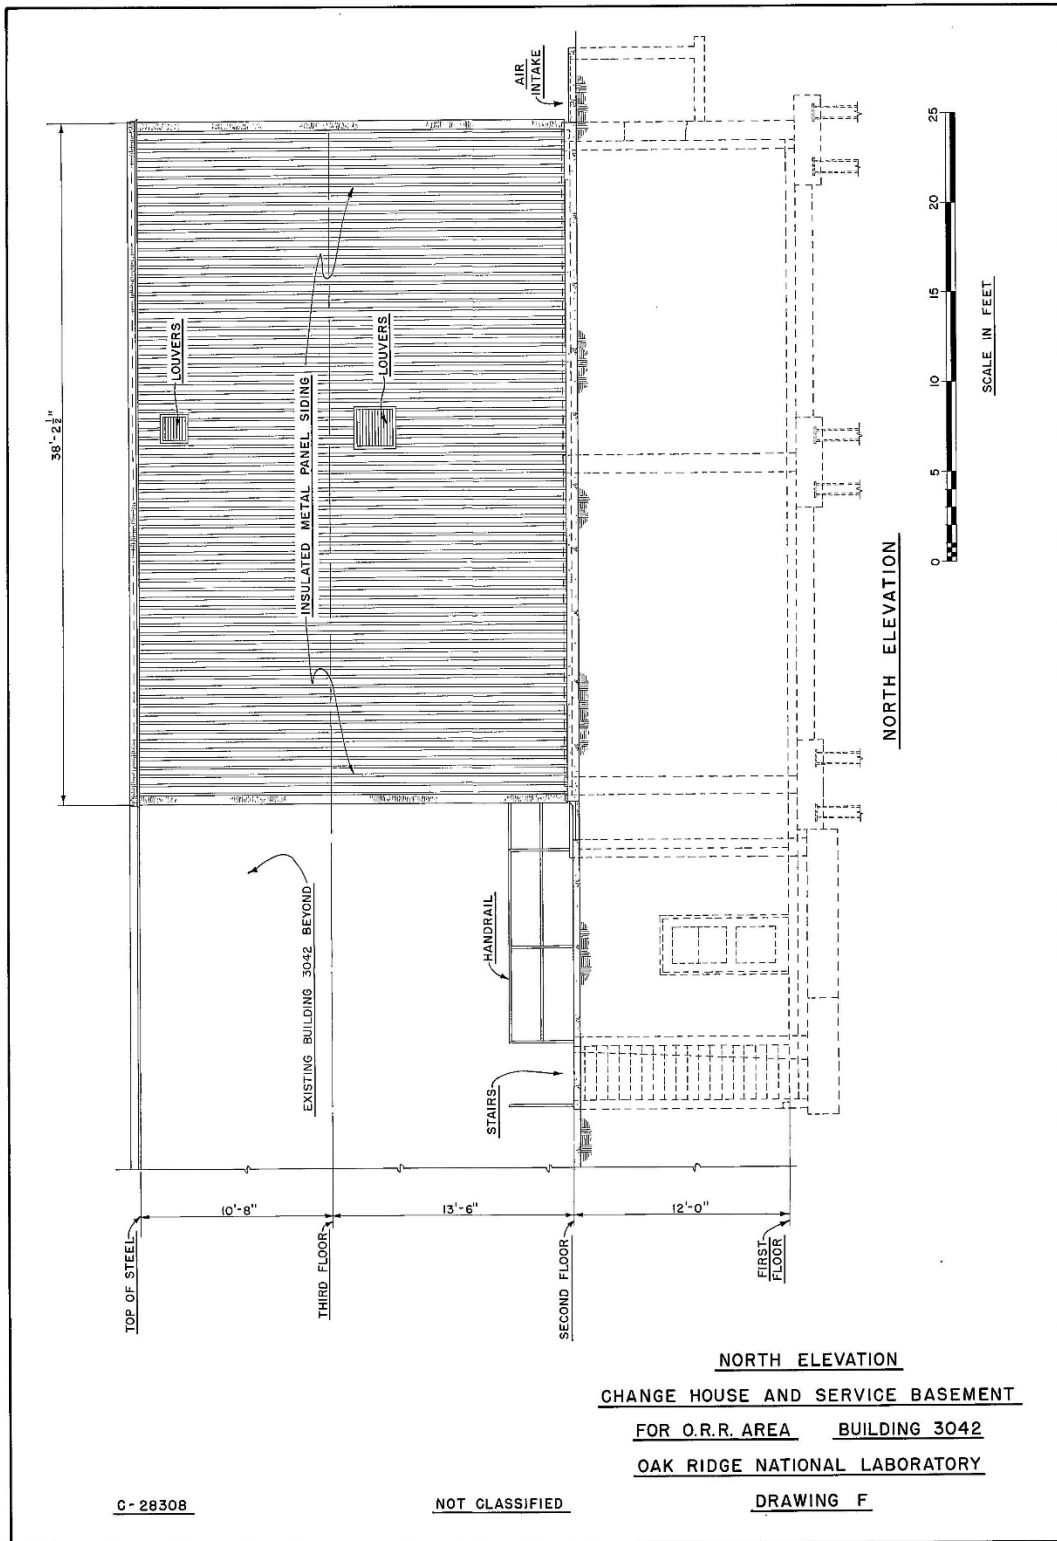 AIR
INTAKE
38'-2½"
LOUVERS
LOUVERS
INSULATED METAL PANEL SIDING
EXISTING BUILDING 3042 BEYOND
HANDRAIL
STAIRS
10'-8"
13'-6"
12'-0"
TOP OF STEEL
THIRD FLOOR
SECOND FLOOR
FIRST
FLOOR
NORTH ELEVATION
0 5 10 15 20 25
SCALE IN FEET
NORTH ELEVATION
CHANGE HOUSE AND SERVICE BASEMENT
FOR O.R.R. AREA BUILDING 3042
OAK RIDGE NATIONAL LABORATORY
DRAWING F
C-28308
NOT CLASSIFIED